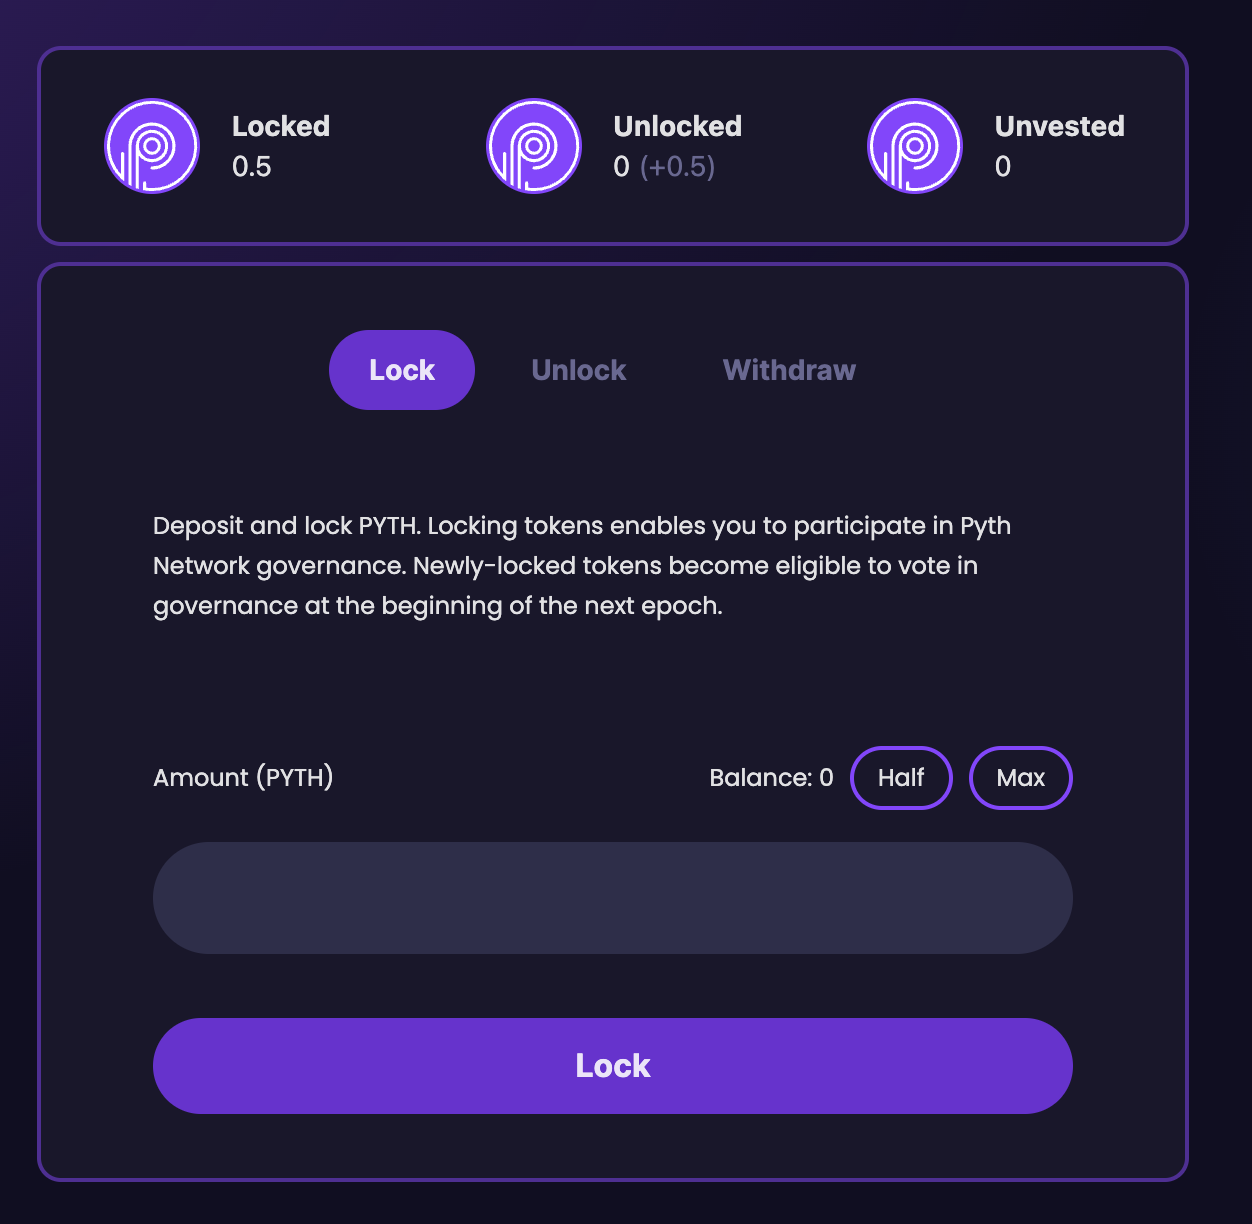 Locked
0.5
Unlocked
0 (+0.5)
Unvested
0
Lock
Unlock
Withdraw
Deposit and lock PYTH. Locking tokens enables you to participate in Pyth
Network governance. Newly-locked tokens become eligible to vote in
governance at the beginning of the next epoch.
Amount (PYTH)
Balance: 0
Half
Max
Lock